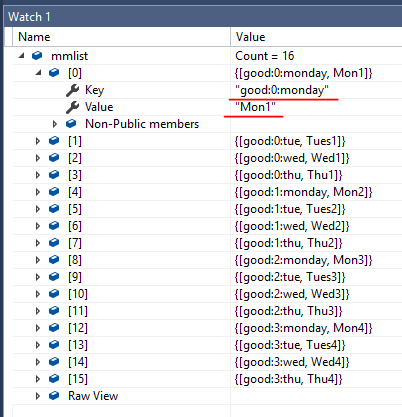 Watch 1
Name Value
mmlist Count = 16
[0] {[good:0:monday, Mon1]}
Key "good:0:monday"
Value "Mon1"
Non-Public members
[1] {[good:0:tue, Tues1]}
[2] {[good:0:wed, Wed1]}
[3] {[good:0:thu, Thu1]}
[4] {[good:1:monday, Mon2]}
[5] {[good:1:tue, Tues2]}
[6] {[good:1:wed, Wed2]}
[7] {[good:1:thu, Thu2]}
[8] {[good:2:monday, Mon3]}
[9] {[good:2:tue, Tues3]}
[10] {[good:2:wed, Wed3]}
[11] {[good:2:thu, Thu3]}
[12] {[good:3:monday, Mon4]}
[13] {[good:3:tue, Tues4]}
[14] {[good:3:wed, Wed4]}
[15] {[good:3:thu, Thu4]}
Raw View